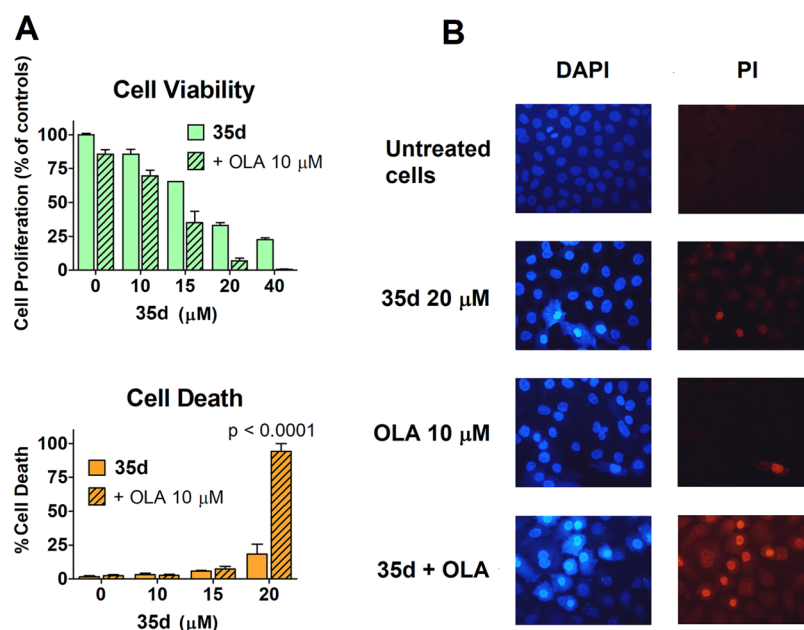 A
Cell Viability
Cell Proliferation (% of controls)
100
75
50
25
0
35d
+ OLA 10 μM
0 10 15 20 40
35d (μM)
Cell Death
% Cell Death
100
75
50
25
0
p < 0.0001
35d
+ OLA 10 μM
0 10 15 20
35d (μM)
B
DAPI PI
Untreated
cells
35d 20 μM
OLA 10 μM
35d + OLA